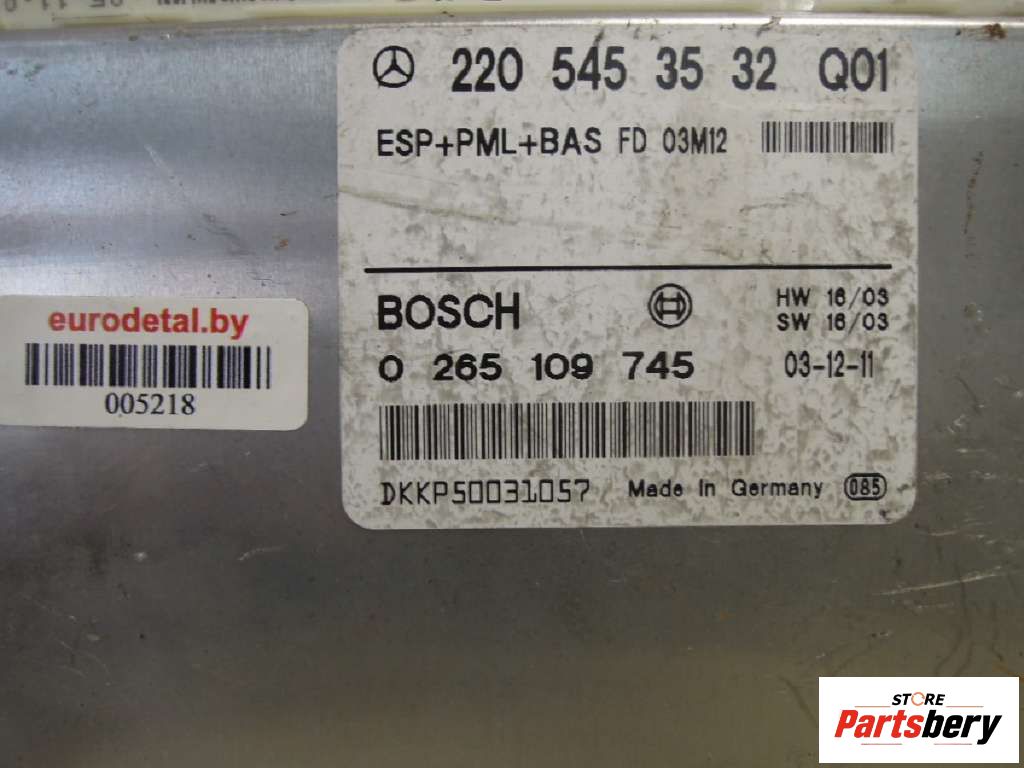 220 545 35 32 Q01
ESP+PML+BAS FD 03M12
BOSCH
HW 16/03
SW 16/03
0 265 109 745
03-12-11
DKKP50031057 Made In Germany 085
eurodetal.by
005218
STORE
Partsbery